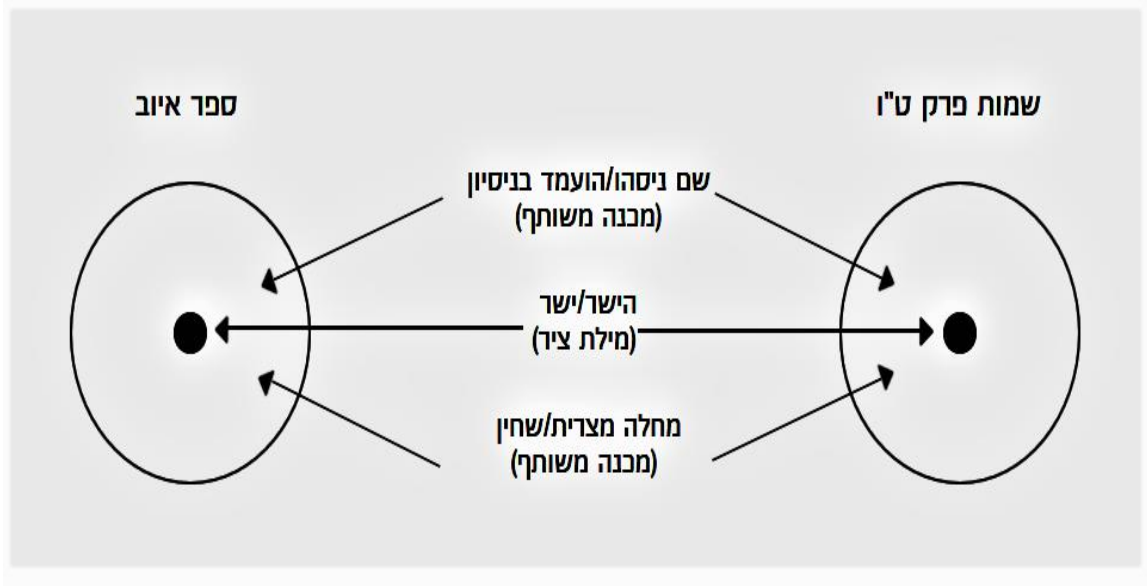 שמות פרק ט"ו
ספר איוב
שם ניסהו/הועמד בניסיון
(מכנה משותף)
הישר/ישר
(מילת ציר)
מחלה מצרית/שחין
(מכנה משותף)